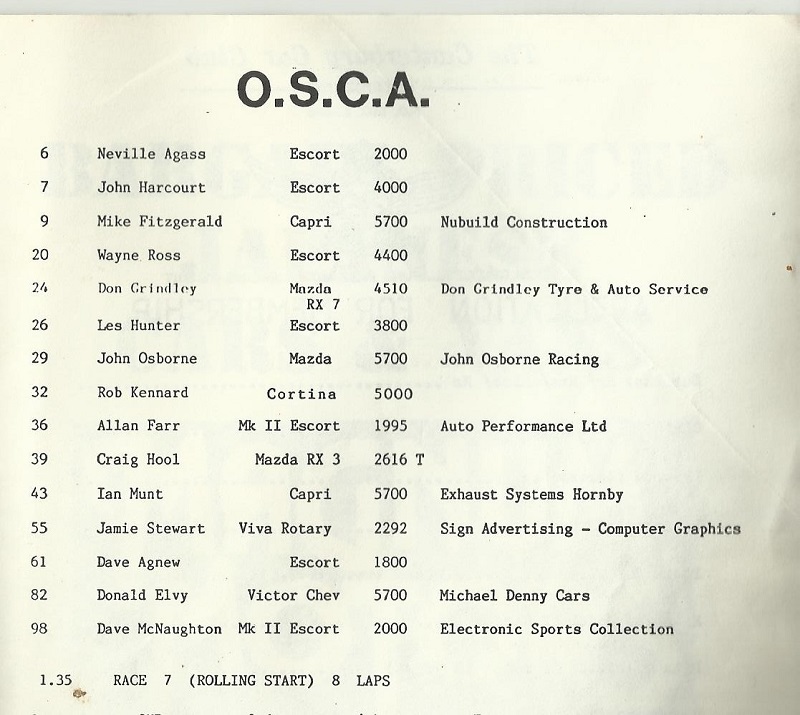 O.S.C.A.
6 Neville Agass Escort 2000
7 John Harcourt Escort 4000
9 Mike Fitzgerald Capri 5700 Nubuild Construction
20 Wayne Ross Escort 4400
24 Don Grindley Mazda 4510 Don Grindley Tyre & Auto Service
RX 7
26 Les Hunter Escort 3800
29 John Osborne Mazda 5700 John Osborne Racing
32 Rob Kennard Cortina 5000
36 Allan Farr Mk II Escort 1995 Auto Performance Ltd
39 Craig Hool Mazda RX 3 2616 T
43 Ian Munt Capri 5700 Exhaust Systems Hornby
55 Jamie Stewart Viva Rotary 2292 Sign Advertising - Computer Graphics
61 Dave Agnew Escort 1800
82 Donald Elvy Victor Chev 5700 Michael Denny Cars
98 Dave McNaughton Mk II Escort 2000 Electronic Sports Collection
1.35 RACE 7 (ROLLING START) 8 LAPS